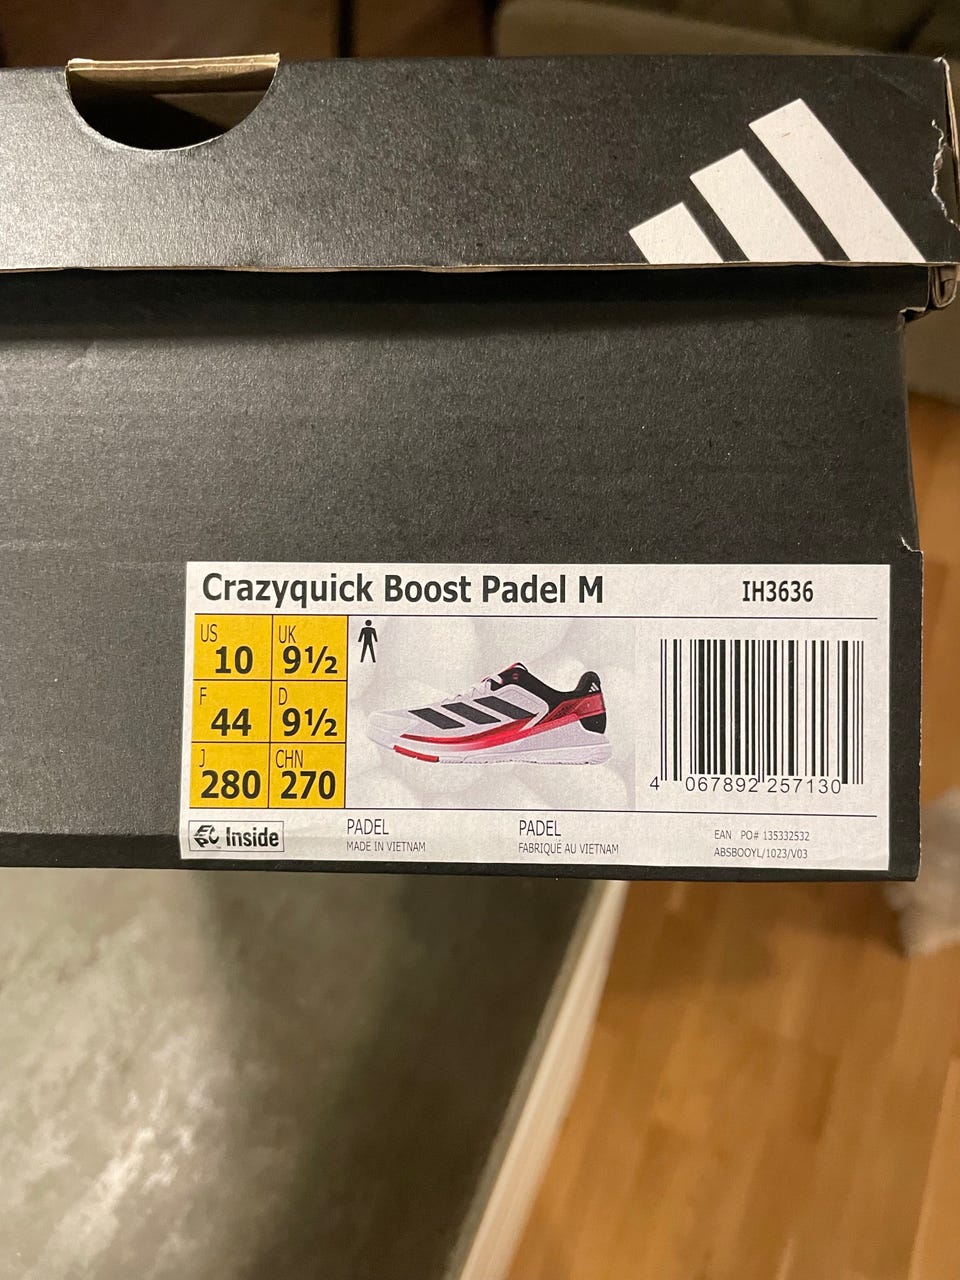 Crazyquick Boost Padel M IH3636
US 10 UK 9½
F 44 D 9½
J 280 CHN 270
4 067892 257130
Inside
PADEL
MADE IN VIETNAM
PADEL
FABRIQUÉ AU VIETNAM
EAN PO# 135332532
ABSBOOYL/1023/V03